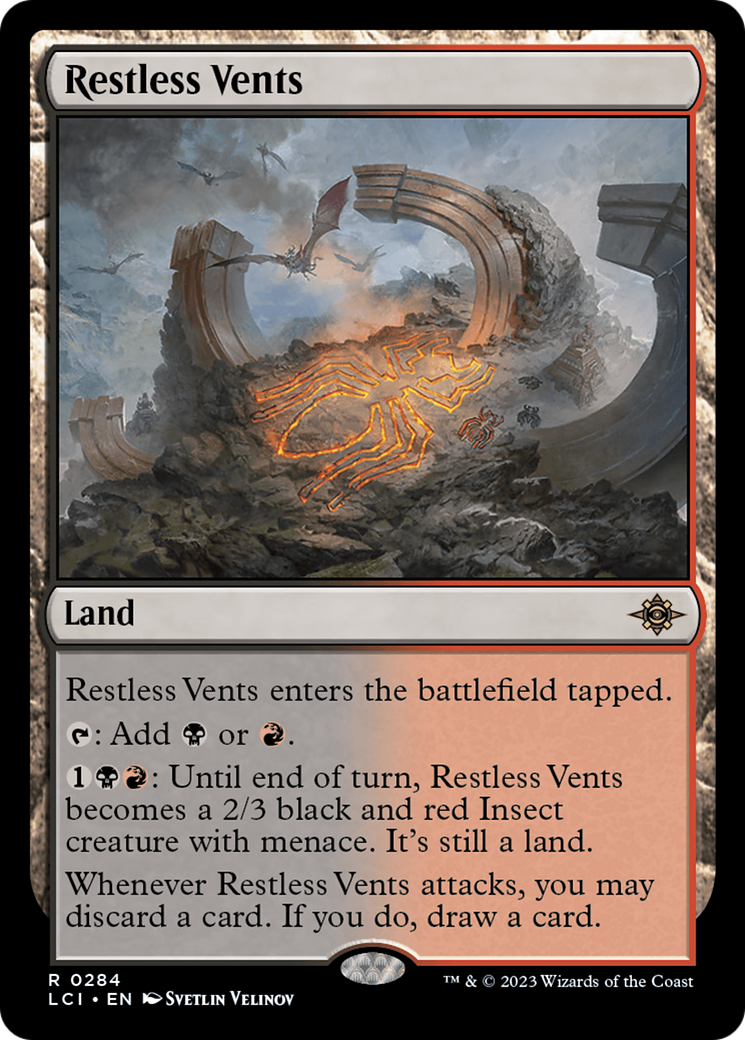 Restless Vents
Land
Restless Vents enters the battlefield tapped.
: Add or .
1: Until end of turn, Restless Vents
becomes a 2/3 black and red Insect
creature with menace. It's still a land.
Whenever Restless Vents attacks, you may
discard a card. If you do, draw a card.
R 0284
LCI • EN Svetlin Velinov
™ & © 2023 Wizards of the Coast